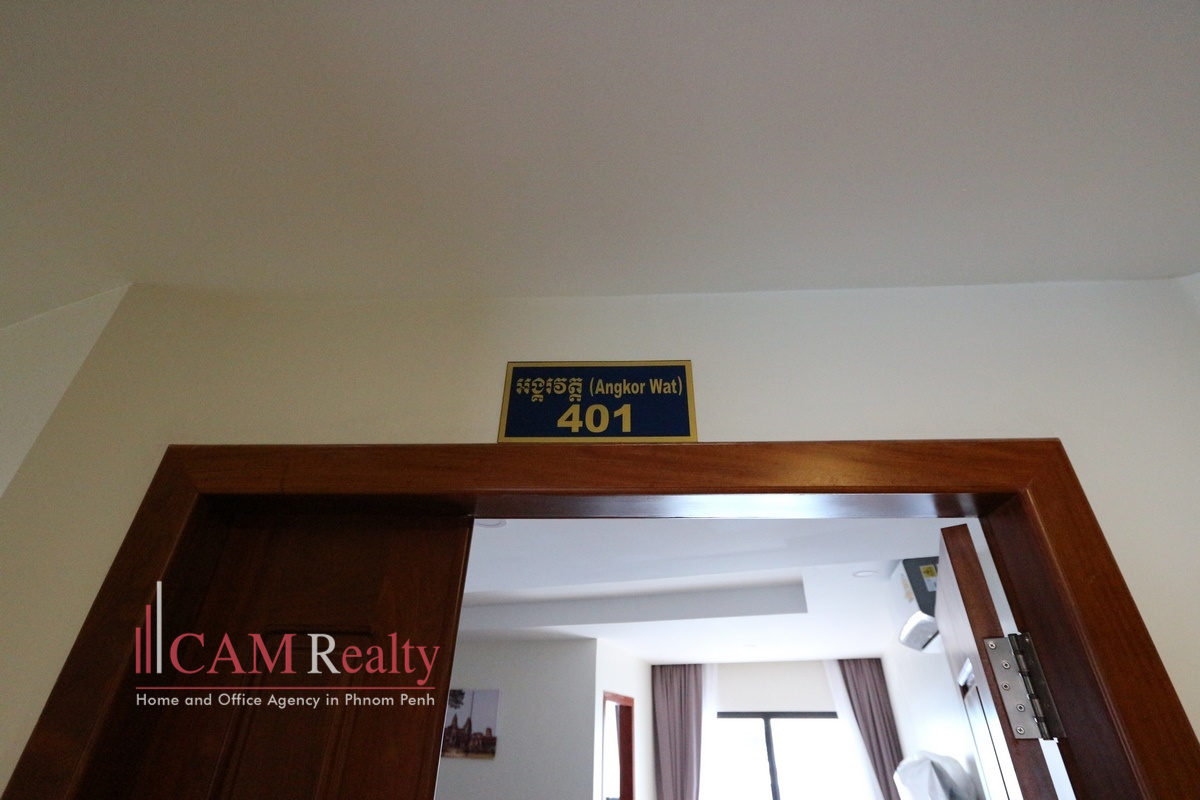 អង្គរវត្ត (Angkor Wat)
401
CAM Realty
Home and Office Agency in Phnom Penh